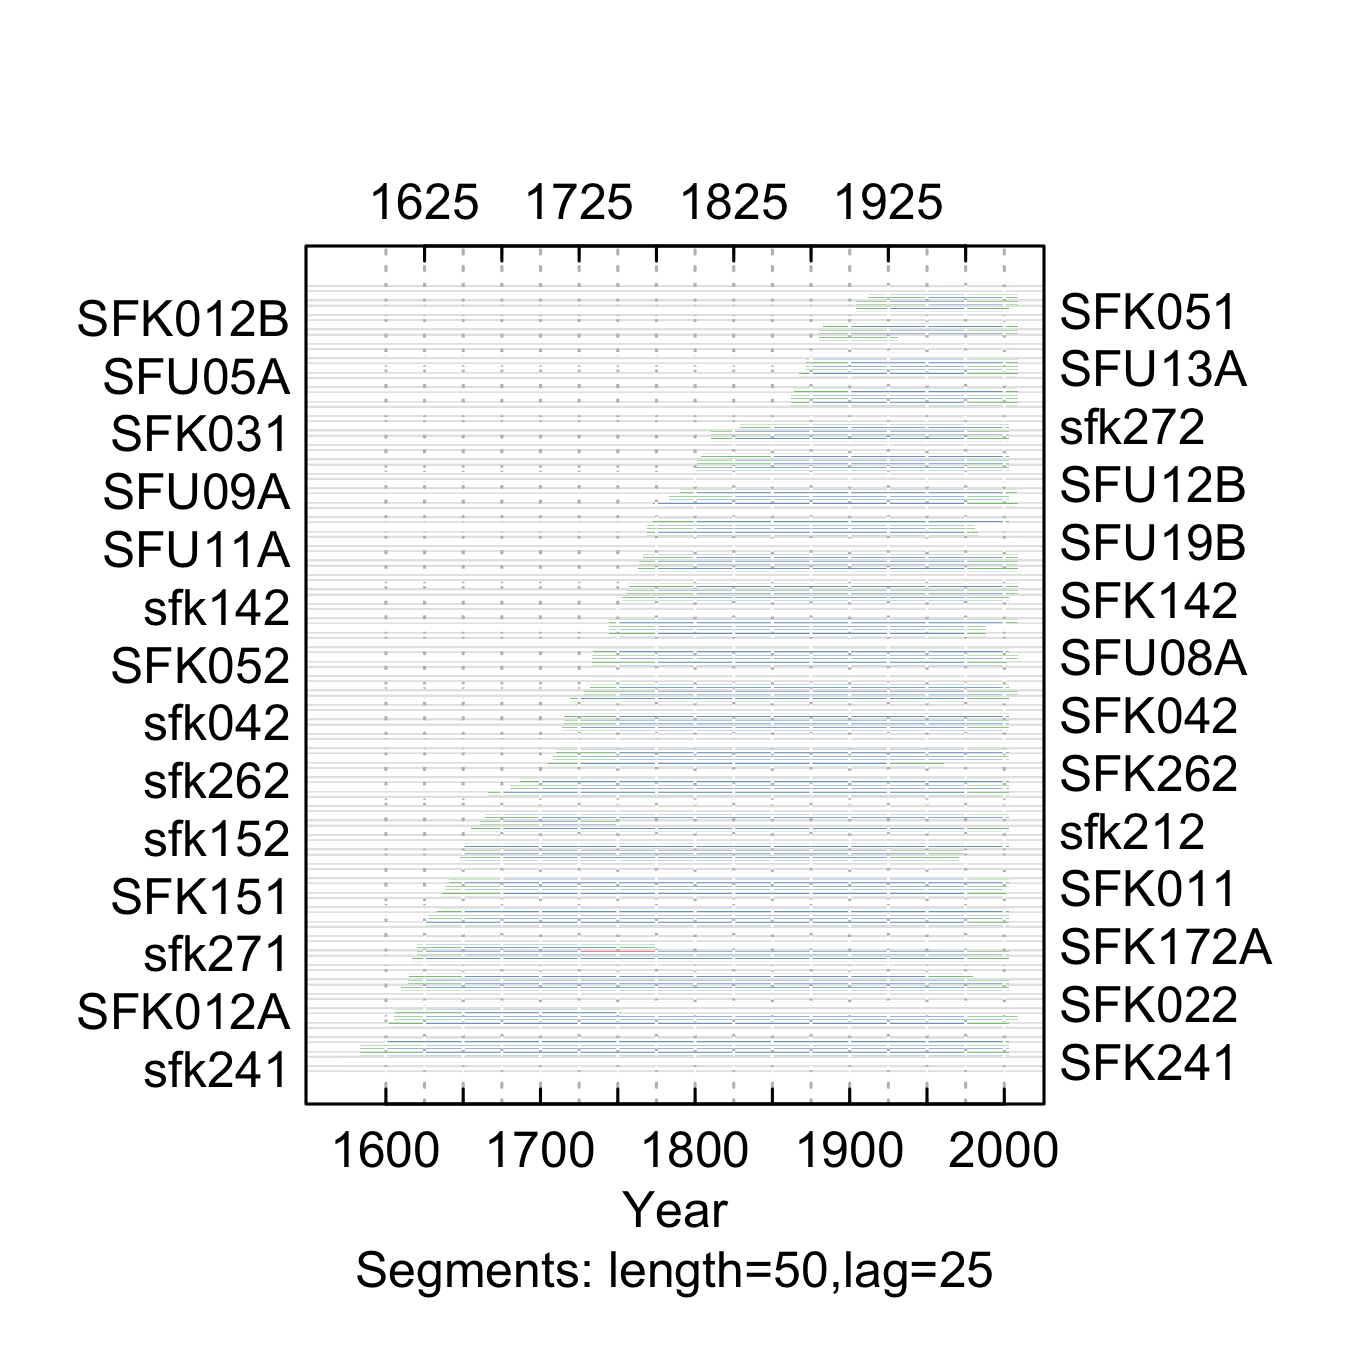 1625 1725 1825 1925
SFK012B SFK051
SFU05A SFU13A
SFK031 sfk272
SFU09A SFU12B
SFU11A SFU19B
sfk142 SFK142
SFK052 SFU08A
sfk042 SFK042
sfk262 SFK262
sfk152 sfk212
SFK151 SFK011
sfk271 SFK172A
SFK012A SFK022
sfk241 SFK241
1600 1700 1800 1900 2000
Year
Segments: length=50,lag=25